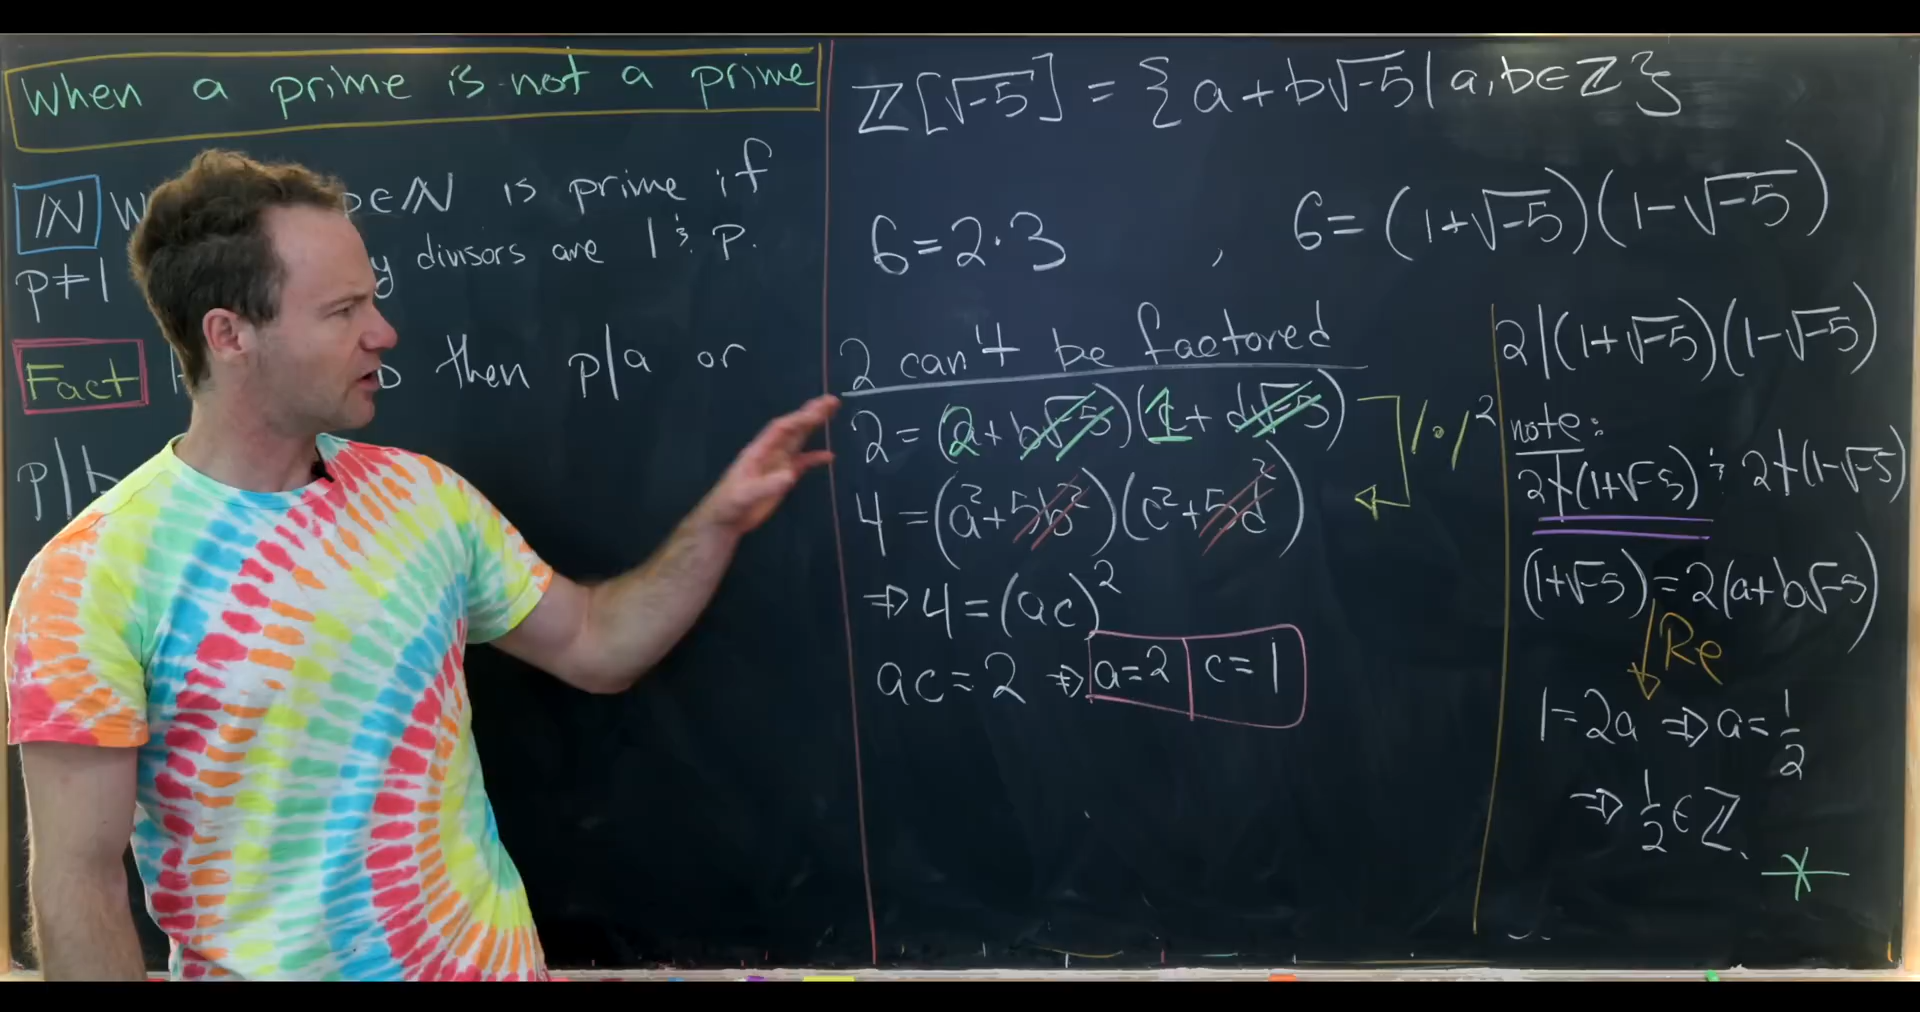 When a prime is not a prime
ℕ W p∈ℕ is prime if
p≠1 y divisors are 1 & p.
Fact then p|a or
p|b
ℤ[√-5] = {a+b√-5 | a,b∈ℤ}
6=2·3 , 6=(1+√-5)(1-√-5)
2 can't be factored
2=(2+b√-5)(1+d√-5) |·|²
4=(a²+5b²)(c²+5d²)
⇒4=(ac)²
ac=2 ⇒ a=2 | c=1
2|(1+√-5)(1-√-5)
note:
2∤(1+√-5) & 2∤(1-√-5)
(1+√-5)=2(a+b√-5)
Re
1=2a ⇒ a=1/2
⇒ 1/2∈ℤ.